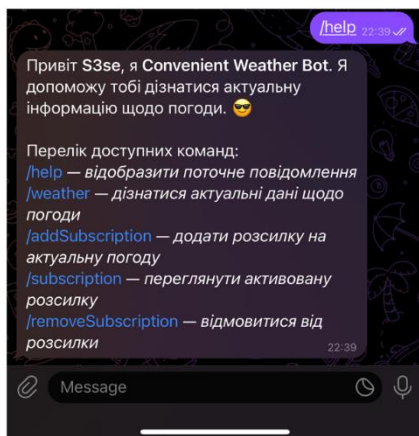 /help 22:39
Привіт S3se, я Convenient Weather Bot. Я
допоможу тобі дізнатися актуальну
інформацію щодо погоди. 😎
Перелік доступних команд:
/help — відобразити поточне повідомлення
/weather — дізнатися актуальні дані щодо
погоди
/addSubscription — додати розсилку на
актуальну погоду
/subscription — переглянути активовану
розсилку
/removeSubscription — відмовитися від
розсилки
22:39
Message